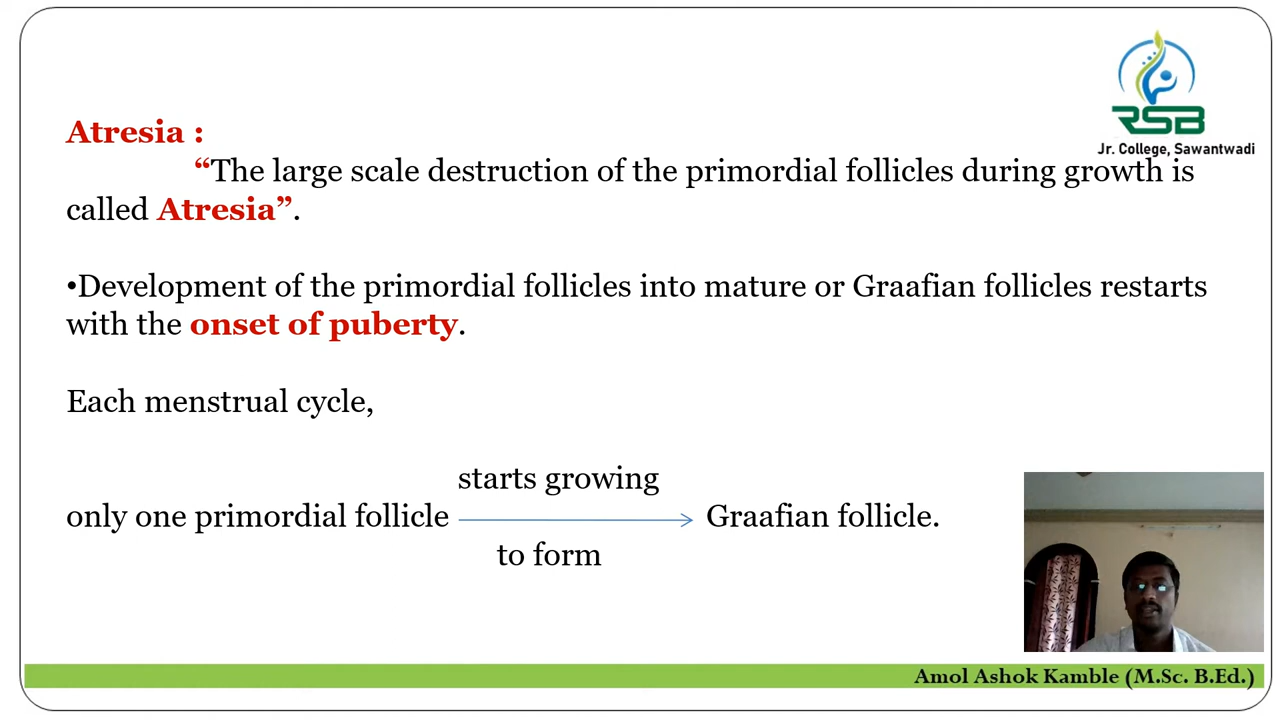 RSB
Jr. College, Sawantwadi
Atresia :
“The large scale destruction of the primordial follicles during growth is
called Atresia”.
•Development of the primordial follicles into mature or Graafian follicles restarts
with the onset of puberty.
Each menstrual cycle,
starts growing
only one primordial follicle Graafian follicle.
to form
Amol Ashok Kamble (M.Sc. B.Ed.)